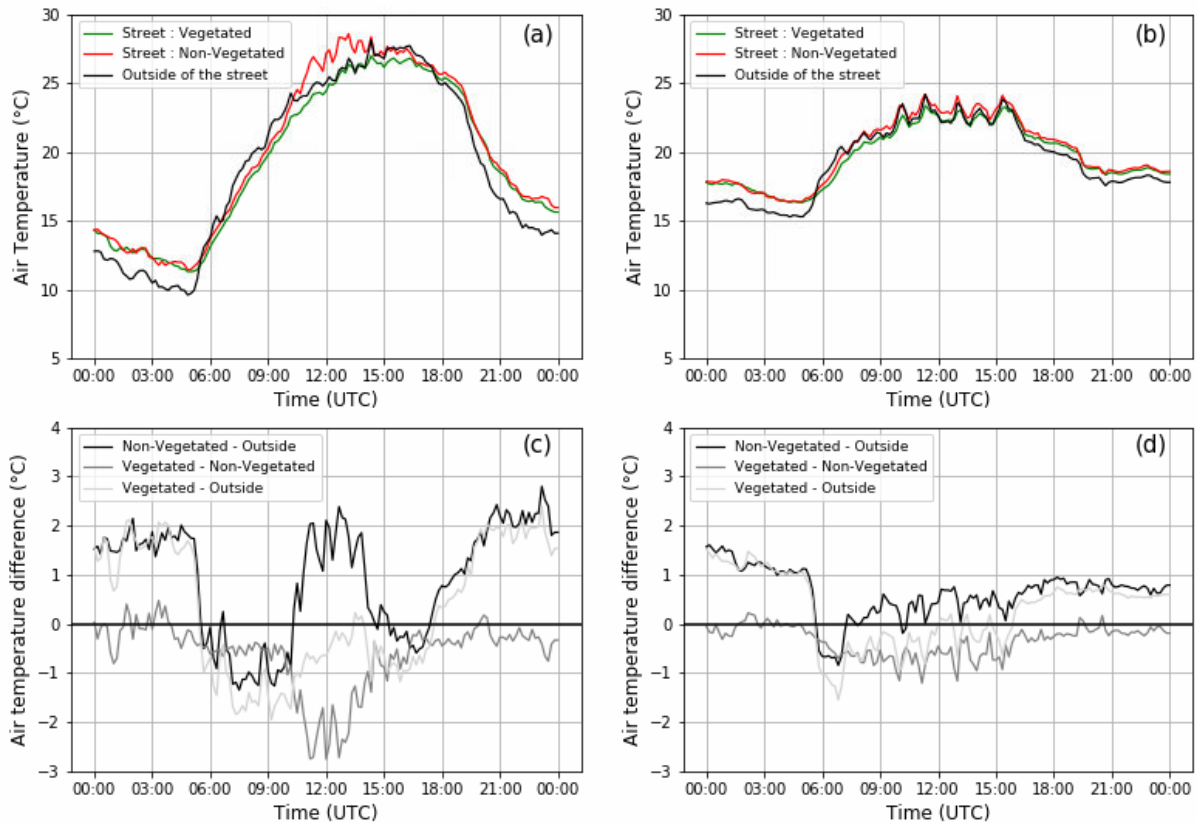 (a)
Street : Vegetated
Street : Non-Vegetated
Outside of the street
Air Temperature (°C)
30
25
20
15
10
5
00:00 03:00 06:00 09:00 12:00 15:00 18:00 21:00 00:00
Time (UTC)
(b)
Street : Vegetated
Street : Non-Vegetated
Outside of the street
Air Temperature (°C)
30
25
20
15
10
5
00:00 03:00 06:00 09:00 12:00 15:00 18:00 21:00 00:00
Time (UTC)
(c)
Non-Vegetated - Outside
Vegetated - Non-Vegetated
Vegetated - Outside
Air temperature difference (°C)
4
3
2
1
0
−1
−2
−3
00:00 03:00 06:00 09:00 12:00 15:00 18:00 21:00 00:00
Time (UTC)
(d)
Non-Vegetated - Outside
Vegetated - Non-Vegetated
Vegetated - Outside
Air temperature difference (°C)
4
3
2
1
0
−1
−2
−3
00:00 03:00 06:00 09:00 12:00 15:00 18:00 21:00 00:00
Time (UTC)